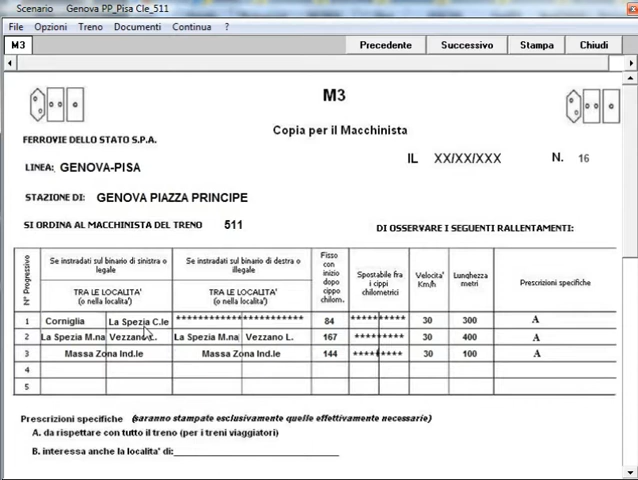 Scenario Genova PP_Pisa Cle_511
File Opzioni Treno Documenti Continua ?
M3 Precedente Successivo Stampa Chiudi
M3
Copia per il Macchinista
FERROVIE DELLO STATO S.P.A.
IL XX/XX/XXX N. 16
LINEA: GENOVA-PISA
STAZIONE DI: GENOVA PIAZZA PRINCIPE
SI ORDINA AL MACCHINISTA DEL TRENO 511 DI OSSERVARE I SEGUENTI RALLENTAMENTI:
N° Progressivo
Se instradati sul binario di sinistra o legale
TRA LE LOCALITA'
(o nella localita')
Se instradati sul binario di destra o illegale
TRA LE LOCALITA'
(o nella localita')
Fisso con inizio dopo cippo chilom.
Spostabile fra i cippi chilometrici
Velocita' Km/h
Lunghezza metri
Prescrizioni specifiche
1 Corniglia La Spezia C.le ************************ 84 ********* 30 300 A
2 La Spezia M.na Vezzano L. La Spezia M.na Vezzano L. 167 ********* 30 400 A
3 Massa Zona Ind.le Massa Zona Ind.le 144 ********* 30 100 A
4
5
Prescrizioni specifiche (saranno stampate esclusivamente quelle effettivamente necessarie)
A. da rispettare con tutto il treno (per i treni viaggiatori)
B. interessa anche la localita' di: